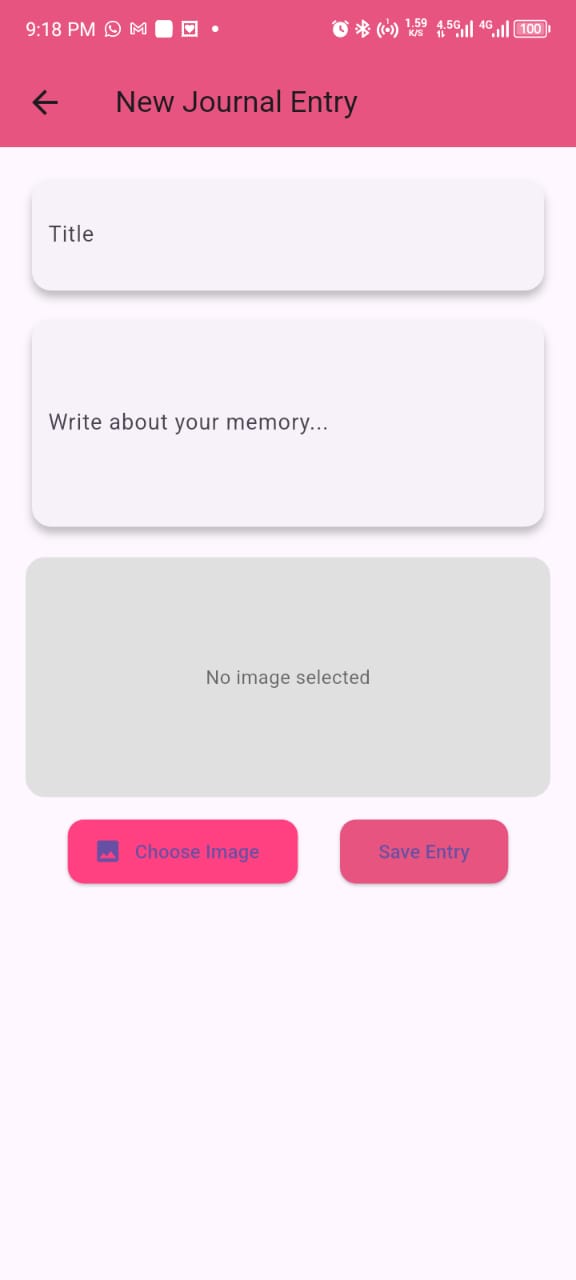 9:18 PM 1.59 K/S 4.5G 4G 100
New Journal Entry
Title
Write about your memory...
No image selected
Choose Image Save Entry